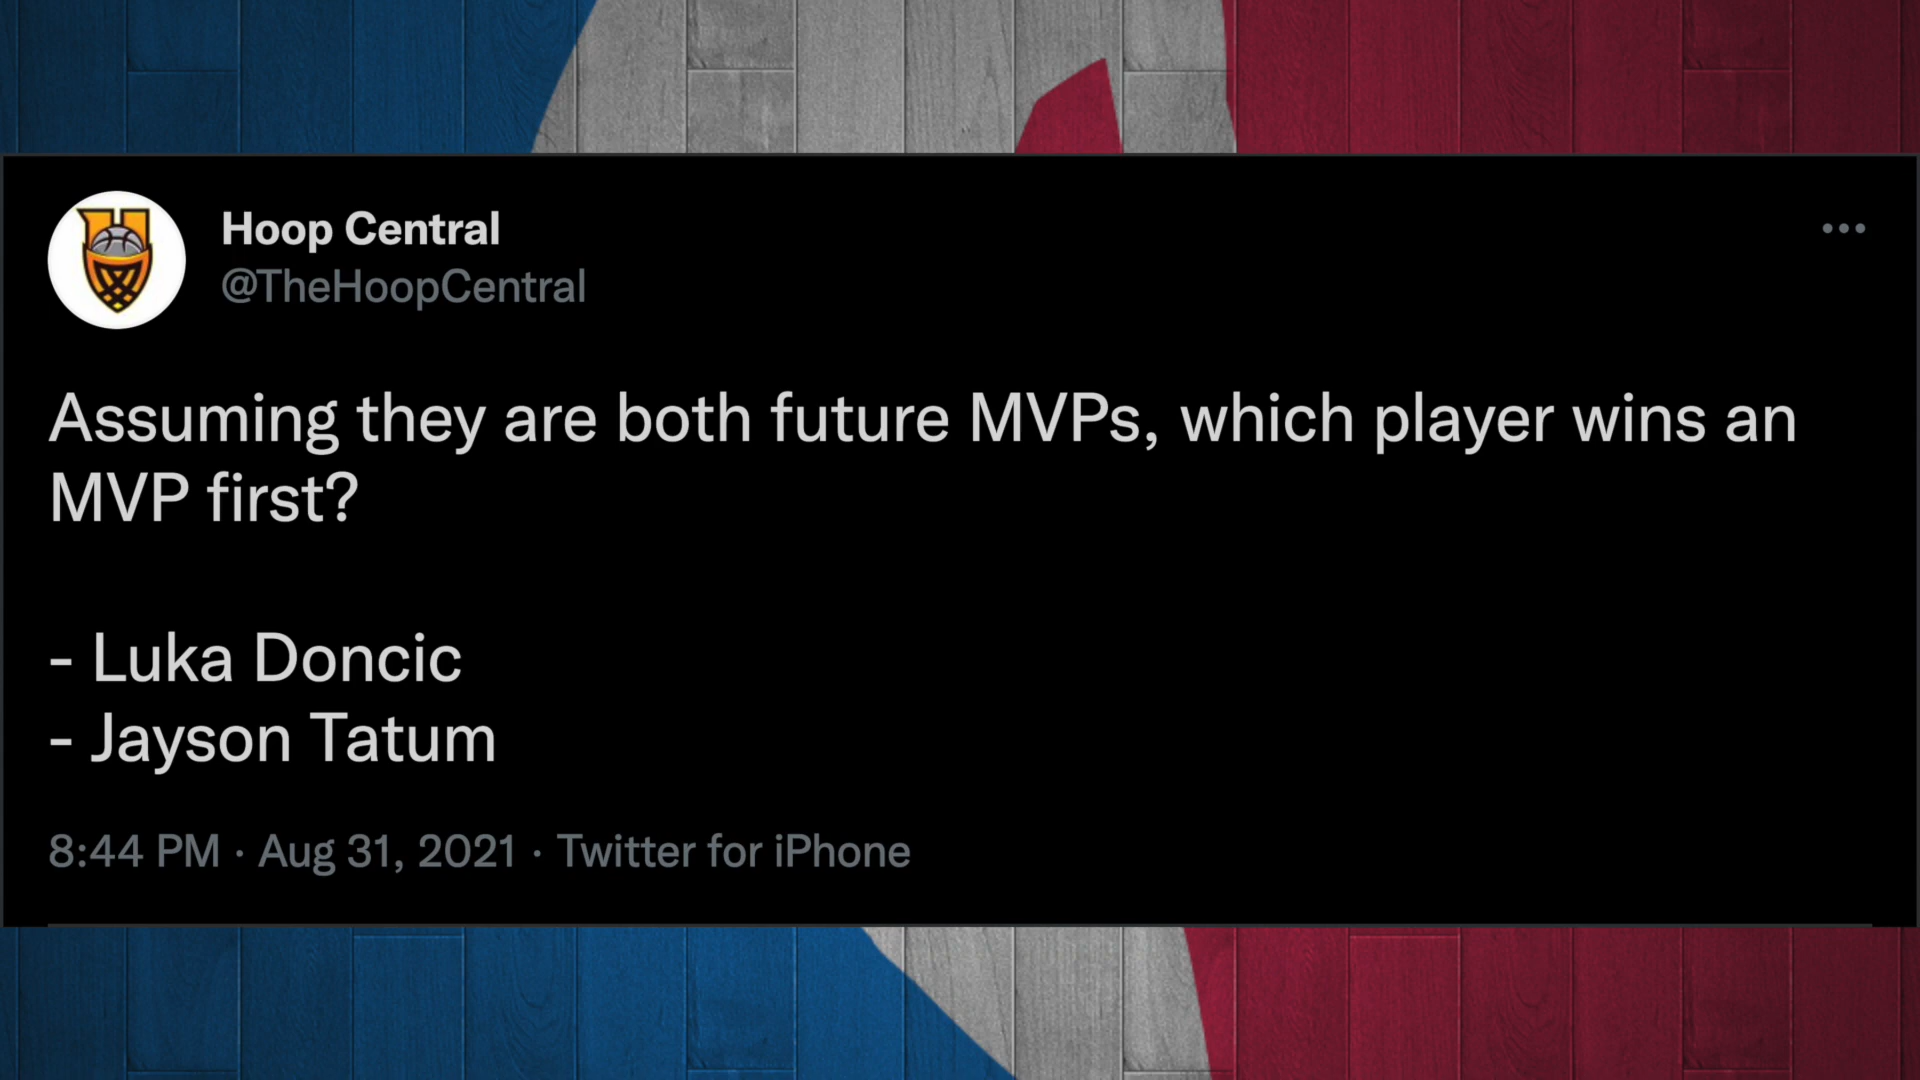 Hoop Central
@TheHoopCentral
Assuming they are both future MVPs, which player wins an
MVP first?
- Luka Doncic
- Jayson Tatum
8:44 PM · Aug 31, 2021 · Twitter for iPhone